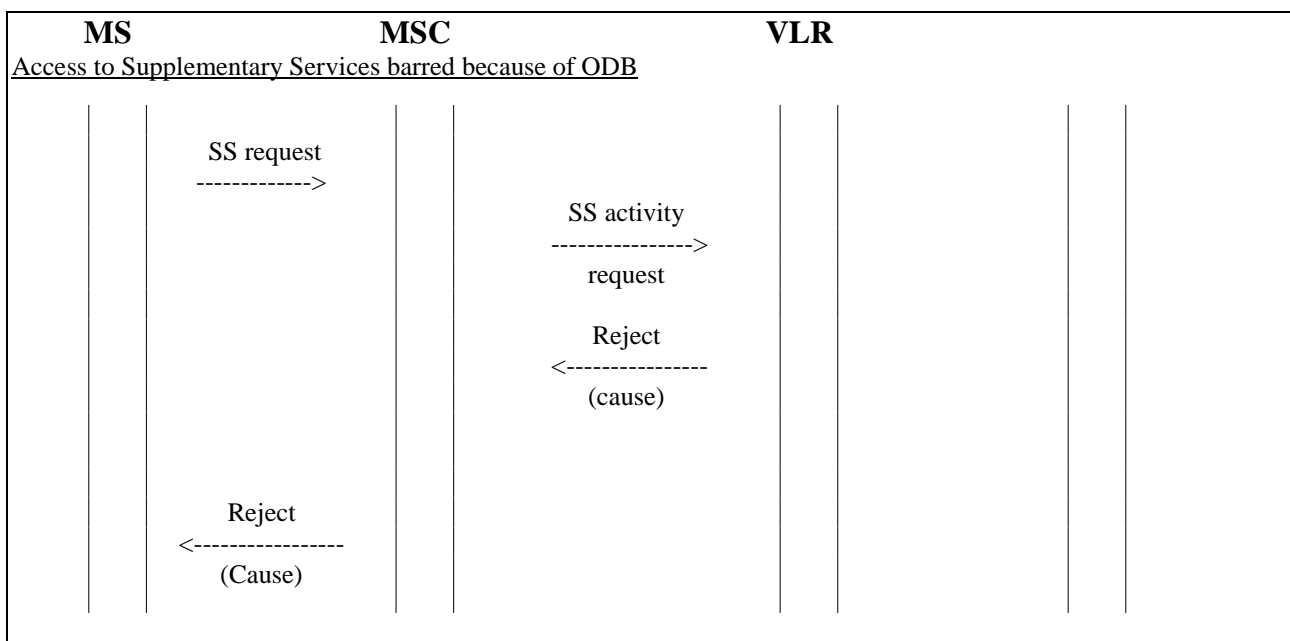 MS MSC VLR
Access to Supplementary Services barred because of ODB
SS request
------------->
SS activity
---------------->
request
Reject
<----------------
(cause)
Reject
<-----------------
(Cause)